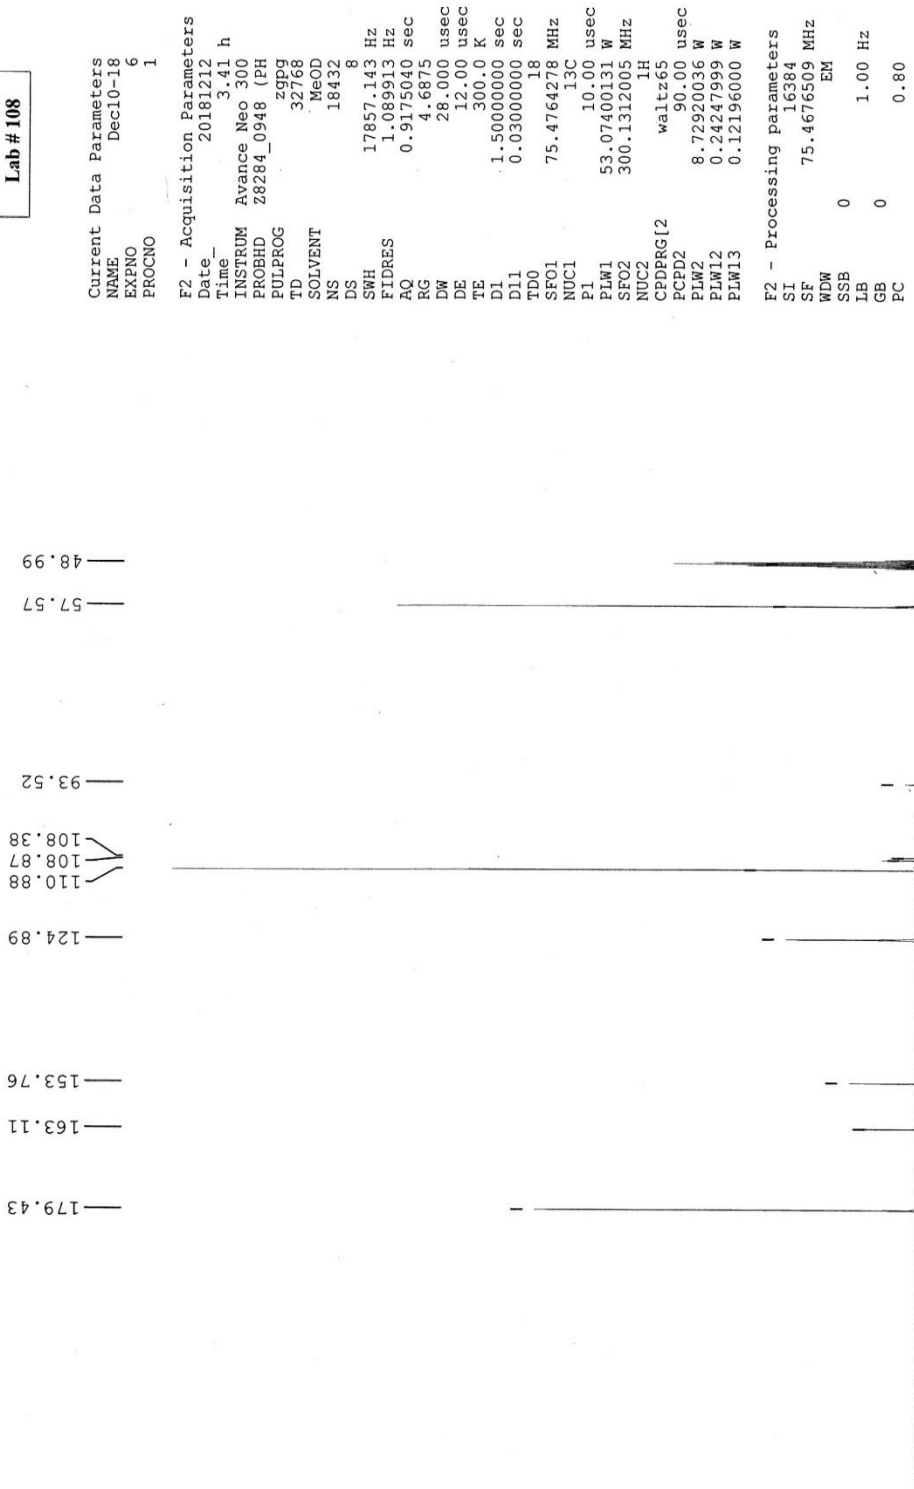 Lab # 108
Current Data Parameters
NAME Dec10-18
EXPNO 6
PROCNO 1
F2 - Acquisition Parameters
Date_ 20181212
Time 3.41 h
INSTRUM Avance Neo 300
PROBHD Z8284_0948 (PH
PULPROG zgpg
TD 32768
SOLVENT MeOD
NS 18432
DS 8
SWH 17857.143 Hz
FIDRES 1.089913 Hz
AQ 0.9175040 sec
RG 4.6875
DW 28.000 usec
DE 12.00 usec
TE 300.0 K
D1 1.50000000 sec
D11 0.03000000 sec
TD0 18
SFO1 75.4764278 MHz
NUC1 13C
P1 10.00 usec
PLW1 53.07400131 W
SFO2 300.1312005 MHz
NUC2 1H
CPDPRG[2 waltz65
PCPD2 90.00 usec
PLW2 8.72920036 W
PLW12 0.24247999 W
PLW13 0.12196000 W
F2 - Processing parameters
SI 16384
SF 75.4676509 MHz
WDW EM
SSB 0
LB 1.00 Hz
GB 0
PC 0.80
179.43
163.11
153.76
124.89
110.88
108.87
108.38
93.52
57.57
48.99